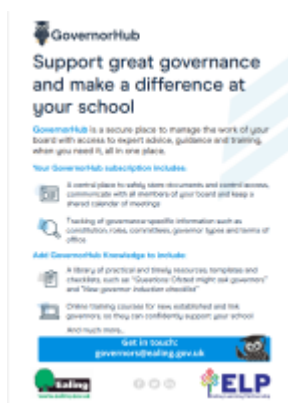 GovernorHub
Support great governance
and make a difference at
your school
GovernorHub is a secure place to manage the work of your
board with access to expert advice, guidance and training,
when you need it, all in one place.
Your GovernorHub subscription includes:
A central place to safely store documents and control access,
communicate with all members of your board and keep a
shared calendar of meetings
Tracking of governance-specific information such as
constitution, roles, committees, governor types and terms of
office
Add GovernorHub Knowledge to include:
A library of practical and timely resources, templates and
checklists, such as "Questions Ofsted might ask governors"
and "New governor induction checklist"
Online training courses for new, established and link
governors, so they can confidently support your school
And much more...
Get in touch:
governors@ealing.gov.uk
Ealing
www.ealing.gov.uk
ELP
Ealing Learning Partnership